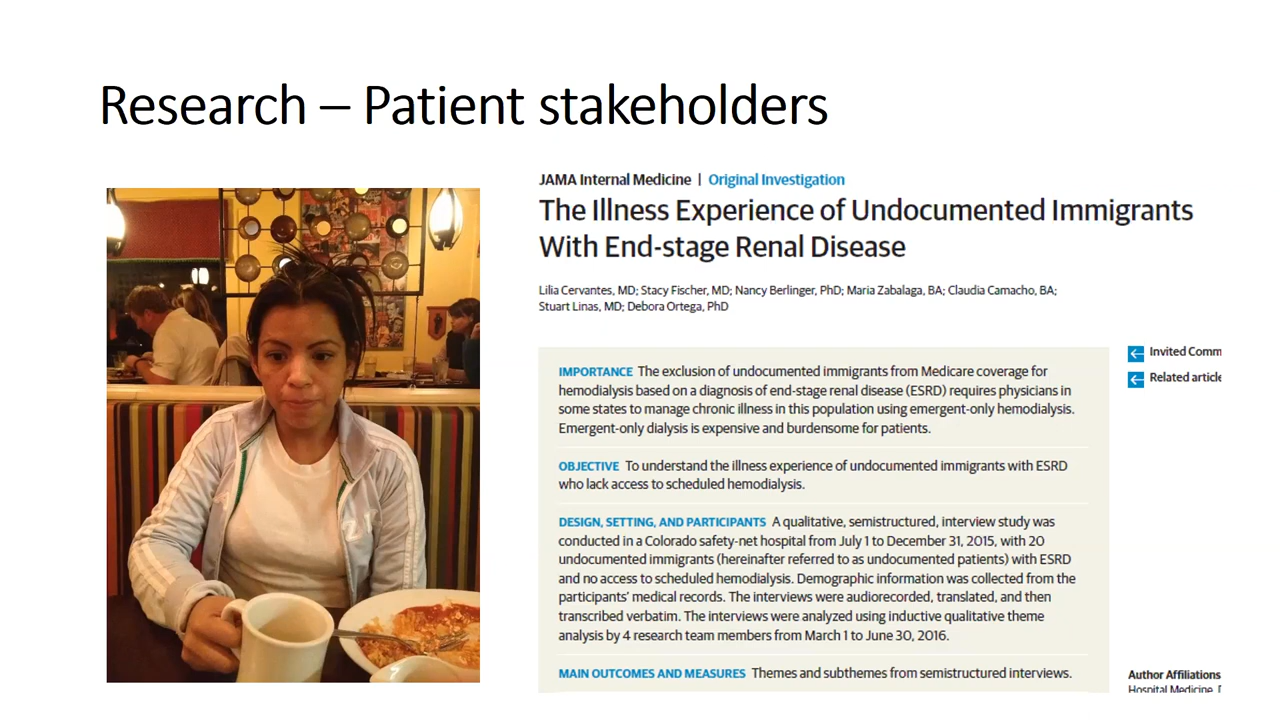 Research – Patient stakeholders
JAMA Internal Medicine | Original Investigation
The Illness Experience of Undocumented Immigrants
With End-stage Renal Disease
Lilia Cervantes, MD; Stacy Fischer, MD; Nancy Berlinger, PhD; Maria Zabalaga, BA; Claudia Camacho, BA;
Stuart Linas, MD; Debora Ortega, PhD
IMPORTANCE The exclusion of undocumented immigrants from Medicare coverage for
hemodialysis based on a diagnosis of end-stage renal disease (ESRD) requires physicians in
some states to manage chronic illness in this population using emergent-only hemodialysis.
Emergent-only dialysis is expensive and burdensome for patients.
OBJECTIVE To understand the illness experience of undocumented immigrants with ESRD
who lack access to scheduled hemodialysis.
DESIGN, SETTING, AND PARTICIPANTS A qualitative, semistructured, interview study was
conducted in a Colorado safety-net hospital from July 1 to December 31, 2015, with 20
undocumented immigrants (hereinafter referred to as undocumented patients) with ESRD
and no access to scheduled hemodialysis. Demographic information was collected from the
participants' medical records. The interviews were audiorecorded, translated, and then
transcribed verbatim. The interviews were analyzed using inductive qualitative theme
analysis by 4 research team members from March 1 to June 30, 2016.
MAIN OUTCOMES AND MEASURES Themes and subthemes from semistructured interviews.
Invited Comm
Related article
Author Affiliations
Hospital Medicine,